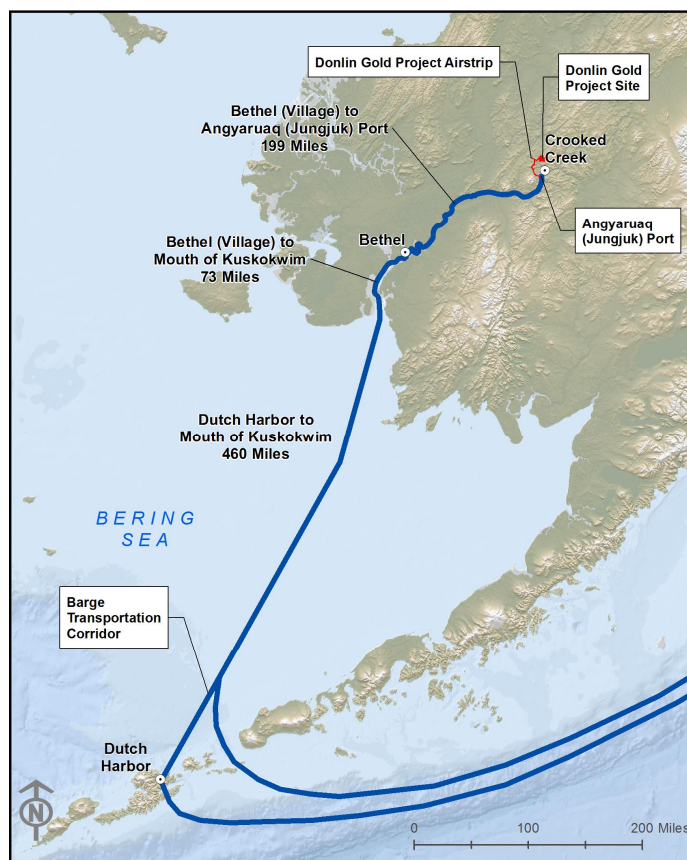 Donlin Gold Project Airstrip
Donlin Gold
Project Site
Bethel (Village) to
Angyaruaq (Jungjuk) Port
199 Miles
Crooked
Creek
Angyaruaq
(Jungjuk) Port
Bethel
Bethel (Village) to
Mouth of Kuskokwim
73 Miles
Dutch Harbor to
Mouth of Kuskokwim
460 Miles
BERING
SEA
Barge
Transportation
Corridor
Dutch
Harbor
N
0 100 200 Miles